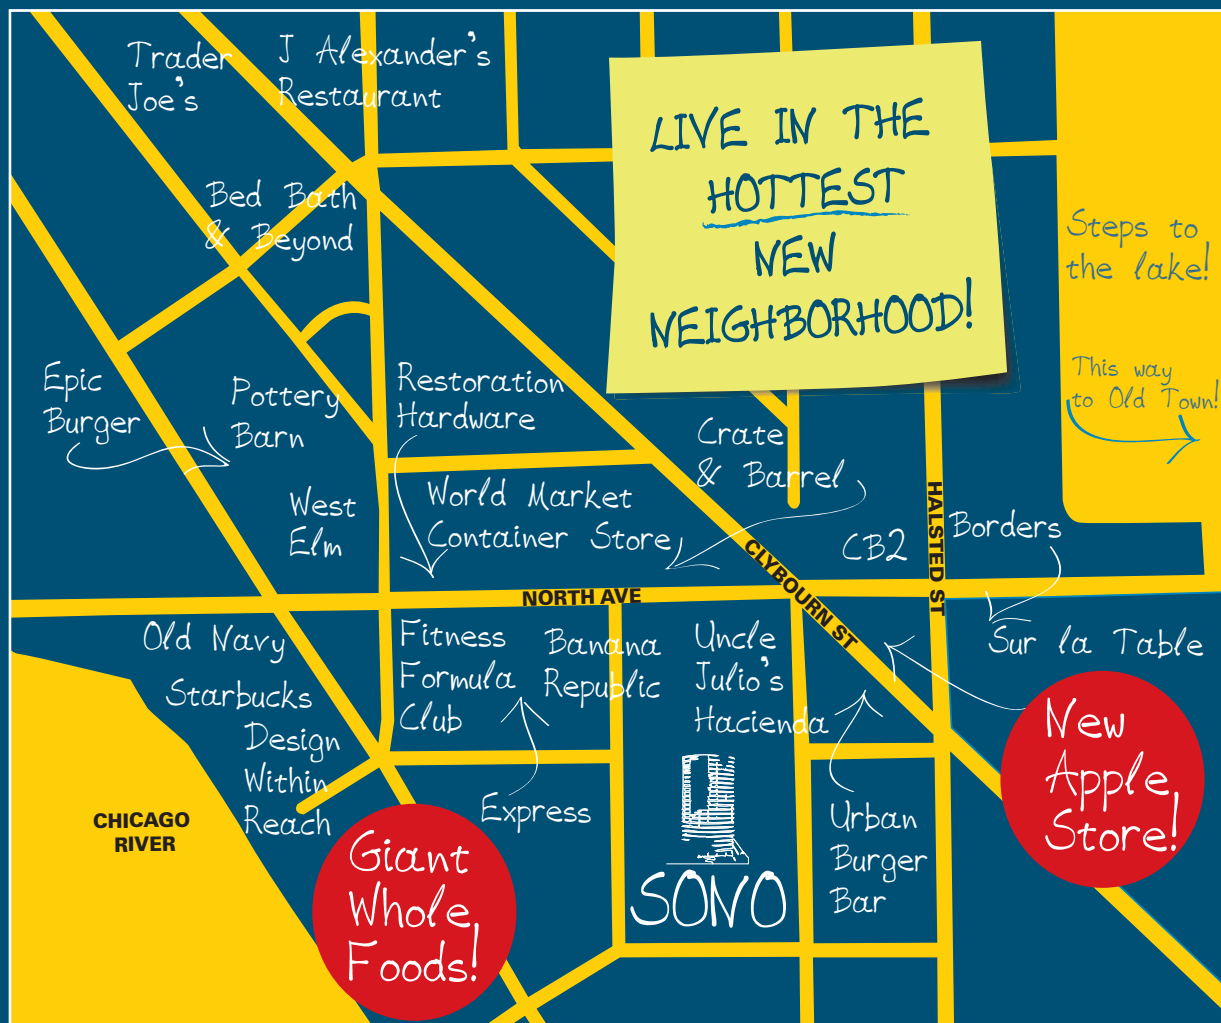 Trader
Joe's
J Alexander's
Restaurant
LIVE IN THE
HOTTEST
NEW
NEIGHBORHOOD!
Bed Bath
& Beyond
Steps to
the lake!
This way
to Old Town!
Epic
Burger
Pottery
Barn
Restoration
Hardware
Crate
& Barrel
West
Elm
World Market
Container Store
CB2
HALSTED ST
Borders
CLYBOURN ST
NORTH AVE
Old Navy
Fitness
Formula
Club
Banana
Republic
Uncle
Julio's
Hacienda
Sur la Table
Starbucks
Design
Within
Reach
New
Apple
Store!
CHICAGO
RIVER
Express
Urban
Burger
Bar
Giant
Whole
Foods!
SONO